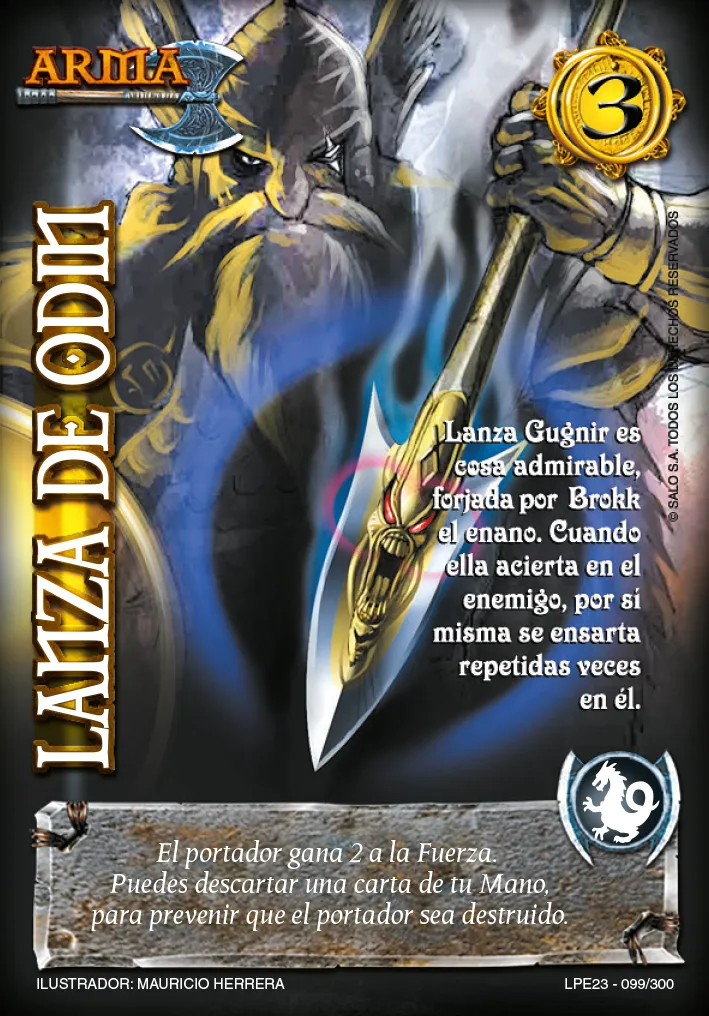 ARMA
3
LANZA DE ODIN
© SALO S.A. TODOS LOS DERECHOS RESERVADOS
Lanza Gugnir es
cosa admirable,
forjada por Brokk
el enano. Cuando
ella acierta en el
enemigo, por sí
misma se ensarta
repetidas veces
en él.
El portador gana 2 a la Fuerza.
Puedes descartar una carta de tu Mano,
para prevenir que el portador sea destruido.
ILUSTRADOR: MAURICIO HERRERA
LPE23 - 099/300